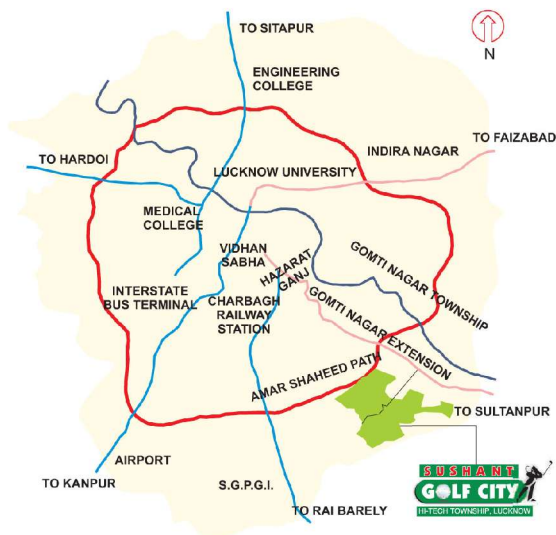 TO SITAPUR
N
ENGINEERING
COLLEGE
TO FAIZABAD
INDIRA NAGAR
TO HARDOI
LUCKNOW UNIVERSITY
MEDICAL
COLLEGE
VIDHAN
SABHA
HAZARAT
GANJ
GOMTI NAGAR TOWNSHIP
INTERSTATE
BUS TERMINAL
CHARBAGH
RAILWAY
STATION
GOMTI NAGAR EXTENSION
AMAR SHAHEED PATH
TO SULTANPUR
AIRPORT
TO KANPUR
S.G.P.G.I.
TO RAI BARELY
SUSHANT
GOLF CITY
HI-TECH TOWNSHIP, LUCKNOW